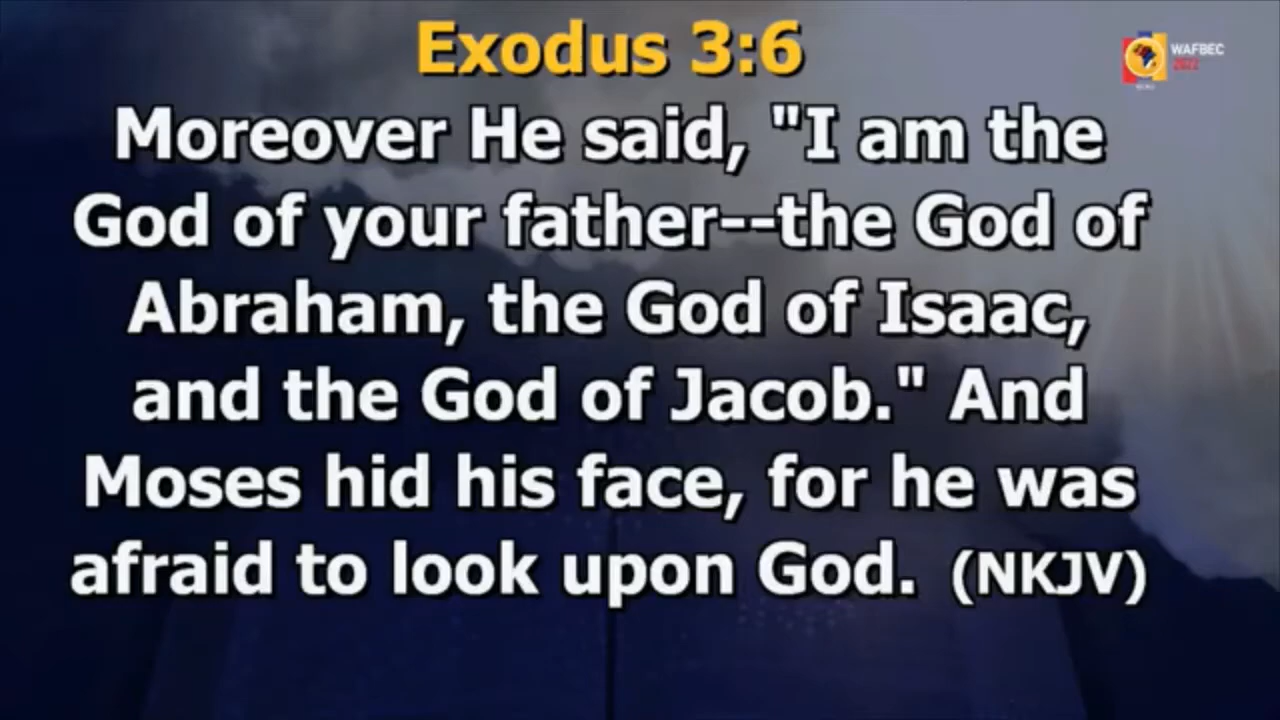 Exodus 3:6
WAFBEC
Moreover He said, "I am the
God of your father--the God of
Abraham, the God of Isaac,
and the God of Jacob." And
Moses hid his face, for he was
afraid to look upon God. (NKJV)